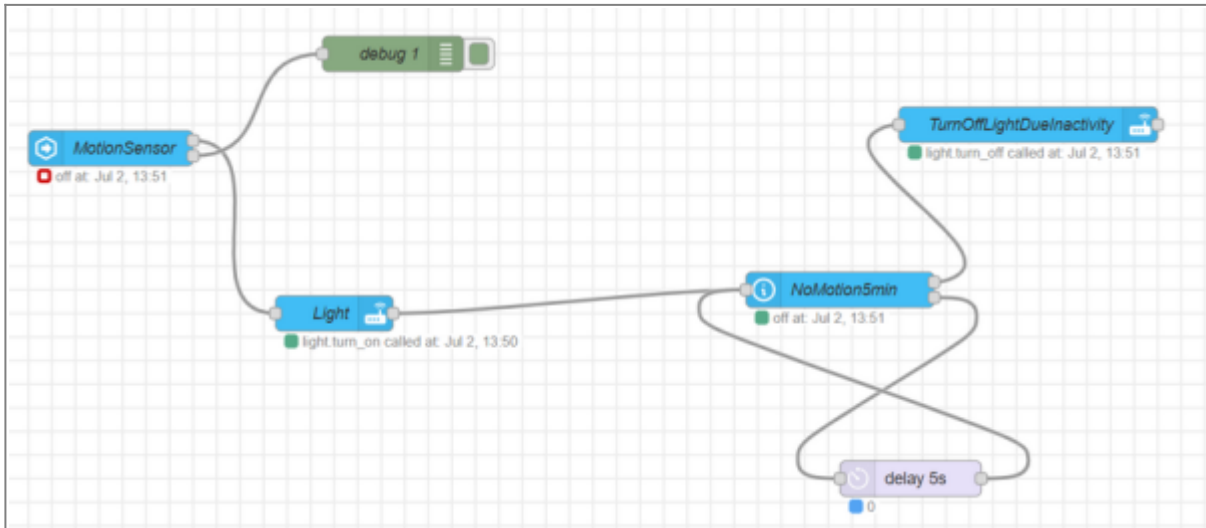 debug 1
MotionSensor
off at: Jul 2, 13:51
TurnOffLightDueInactivity
light.turn_off called at: Jul 2, 13:51
NoMotion5min
off at: Jul 2, 13:51
Light
light.turn_on called at: Jul 2, 13:50
delay 5s
0